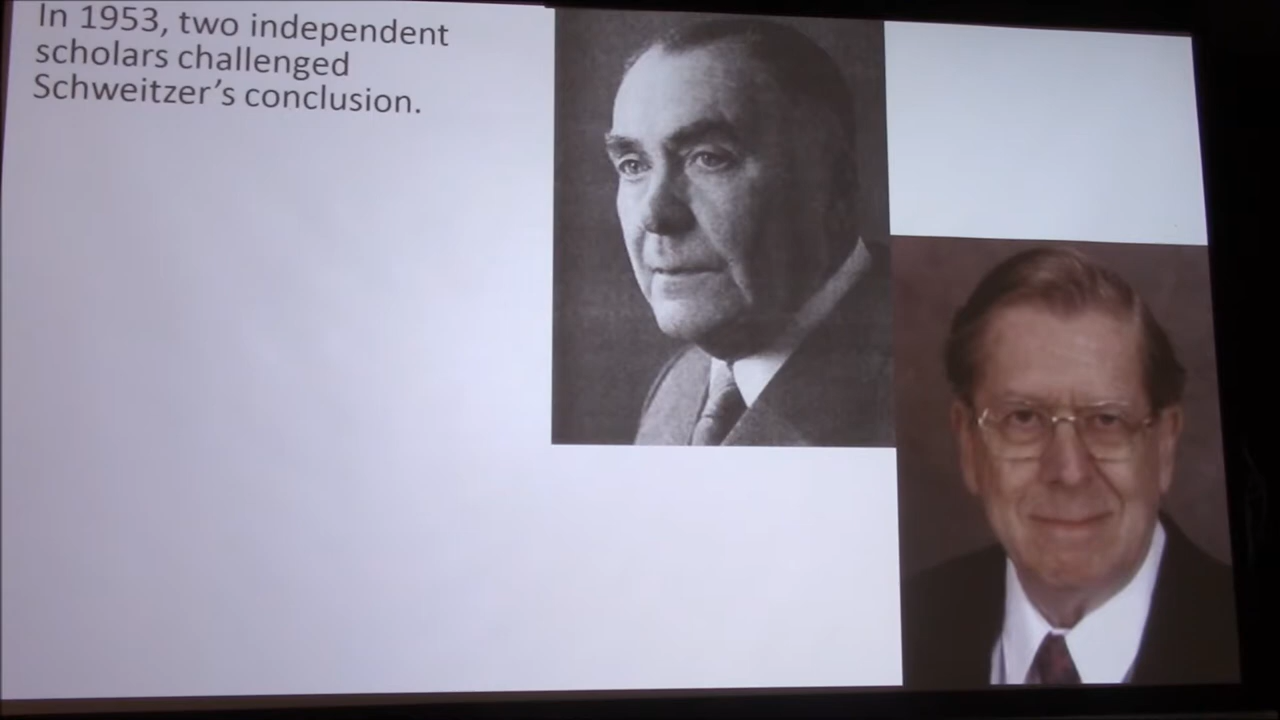 In 1953, two independent
scholars challenged
Schweitzer’s conclusion.